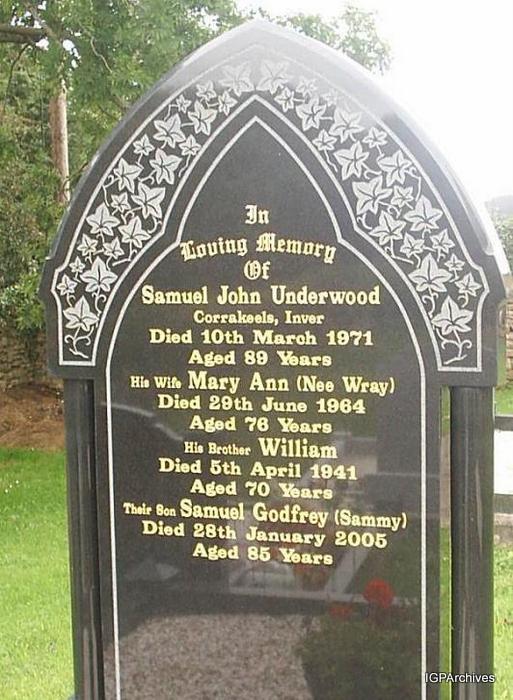 In
Loving Memory
Of
Samuel John Underwood
Corrakeels, Inver
Died 10th March 1971
Aged 89 Years
His Wife Mary Ann (Nee Wray)
Died 29th June 1964
Aged 76 Years
His Brother William
Died 5th April 1941
Aged 70 Years
Their Son Samuel Godfrey (Sammy)
Died 28th January 2005
Aged 85 Years
IGPArchives